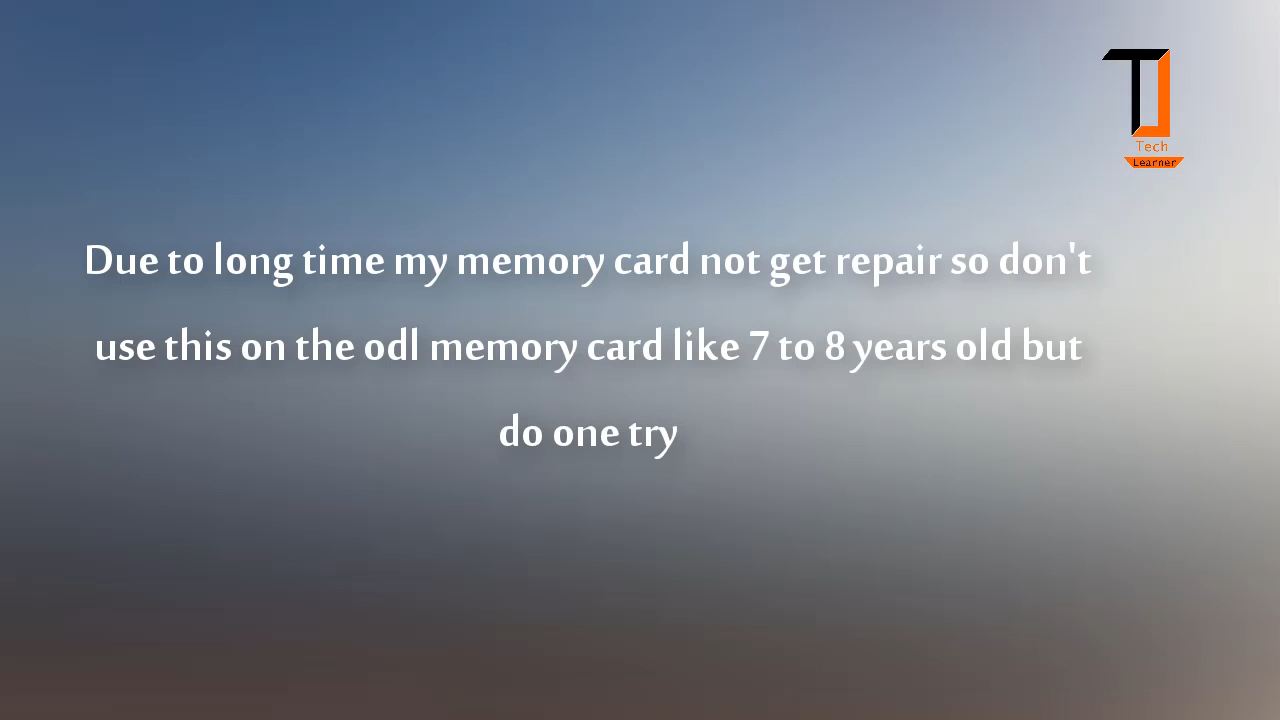 Tech
Learner
Due to long time my memory card not get repair so don't
use this on the odl memory card like 7 to 8 years old but
do one try